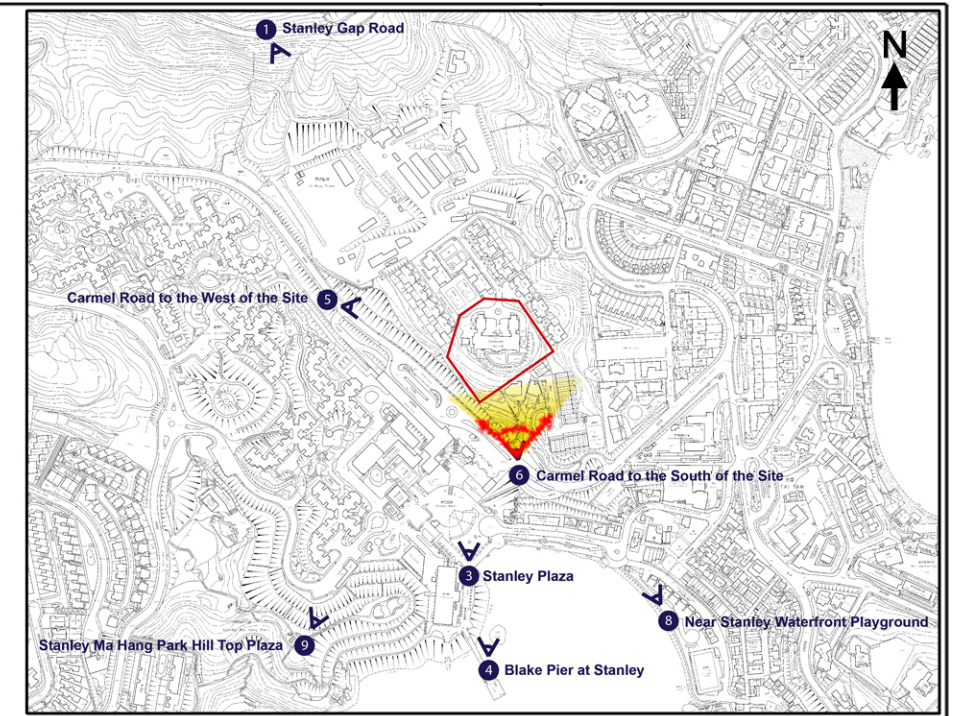 1 Stanley Gap Road
N
Carmel Road to the West of the Site 5
6 Carmel Road to the South of the Site
TAI TAM
3 Stanley Plaza
8 Near Stanley Waterfront Playground
Stanley Ma Hang Park Hill Top Plaza 9
4 Blake Pier at Stanley